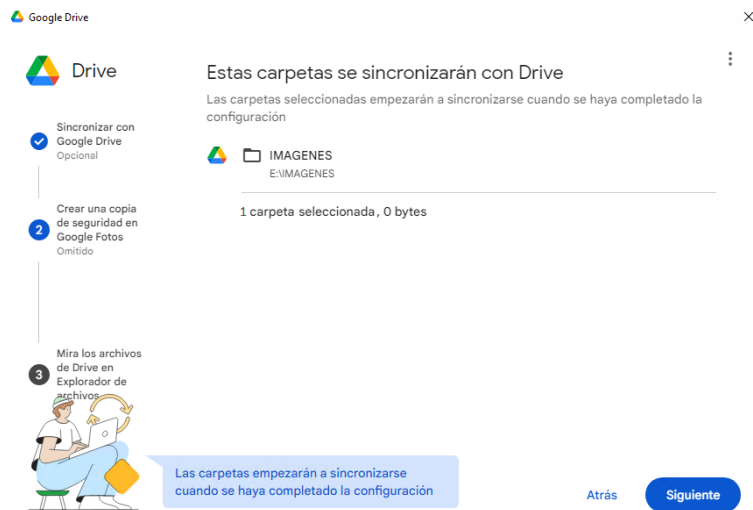 Google Drive
Drive
Estas carpetas se sincronizarán con Drive
Las carpetas seleccionadas empezarán a sincronizarse cuando se haya completado la
configuración
Sincronizar con
Google Drive
Opcional
IMAGENES
E:\IMAGENES
1 carpeta seleccionada, 0 bytes
2
Crear una copia
de seguridad en
Google Fotos
Omitido
3
Mira los archivos
de Drive en
Explorador de
archivos
Las carpetas empezarán a sincronizarse
cuando se haya completado la configuración
Atrás
Siguiente